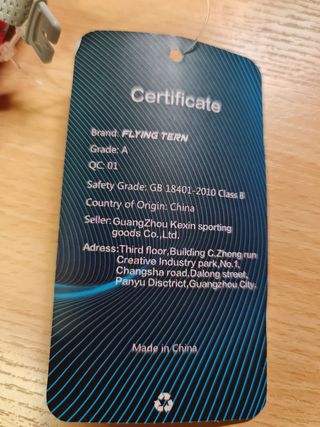 Certificate
Brand: FLYING TERN
Grade: A
QC: 01
Safety Grade: GB 18401-2010 Class B
Country of Origin: China
Seller: GuangZhou Kexin sporting
goods Co.,Ltd.
Adress:Third floor,Building C,Zhong run
Creative Industry park,No.1,
Changsha road,Dalong street,
Panyu Disctrict,Guangzhou City.
Made in China